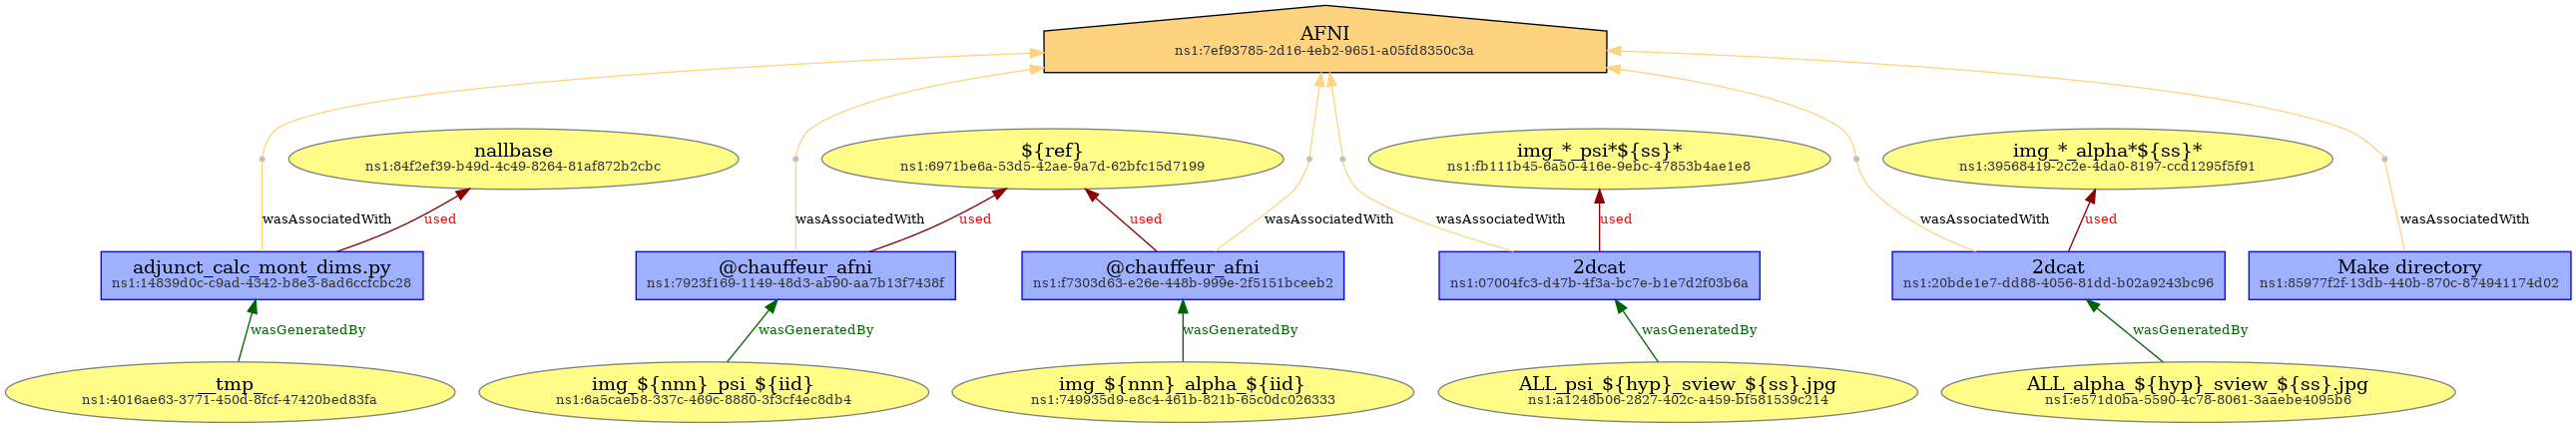 AFNI
ns1:7ef93785-2d16-4eb2-9651-a05fd8350c3a
nallbase
ns1:84f2ef39-b49d-4c49-8264-81af872b2cbc
${ref}
ns1:6971be6a-53d5-42ae-9a7d-62bfc15d7199
img_*_psi*${ss}*
ns1:fb111b45-6a50-416e-9ebc-47853b4ae1e8
img_*_alpha*${ss}*
ns1:39568419-2c2e-4da0-8197-ccd1295f5f91
wasAssociatedWith
used
wasAssociatedWith
used
used
wasAssociatedWith
wasAssociatedWith
used
wasAssociatedWith
used
wasAssociatedWith
adjunct_calc_mont_dims.py
ns1:14839d0c-c9ad-4342-b8e3-8ad6ccfcbc28
@chauffeur_afni
ns1:7923f169-1149-48d3-ab90-aa7b13f7438f
@chauffeur_afni
ns1:f7303d63-e26e-448b-999e-2f5151bceeb2
2dcat
ns1:07004fc3-d47b-4f3a-bc7e-b1e7d2f03b6a
2dcat
ns1:20bde1e7-dd88-4056-81dd-b02a9243bc96
Make directory
ns1:85977f2f-13db-440b-870c-874941174d02
wasGeneratedBy
wasGeneratedBy
wasGeneratedBy
wasGeneratedBy
wasGeneratedBy
__tmp_
ns1:4016ae63-3771-450d-8fcf-47420bed83fa
img_${nnn}_psi_${iid}
ns1:6a5caeb8-337c-469c-8880-3f3cf4ec8db4
img_${nnn}_alpha_${iid}
ns1:749935d9-e8c4-461b-821b-65c0dc026333
ALL_psi_${hyp}_sview_${ss}.jpg
ns1:a1248b06-2827-402c-a459-bf581539c214
ALL_alpha_${hyp}_sview_${ss}.jpg
ns1:e571d0ba-5590-4c78-8061-3aaebe4095b6